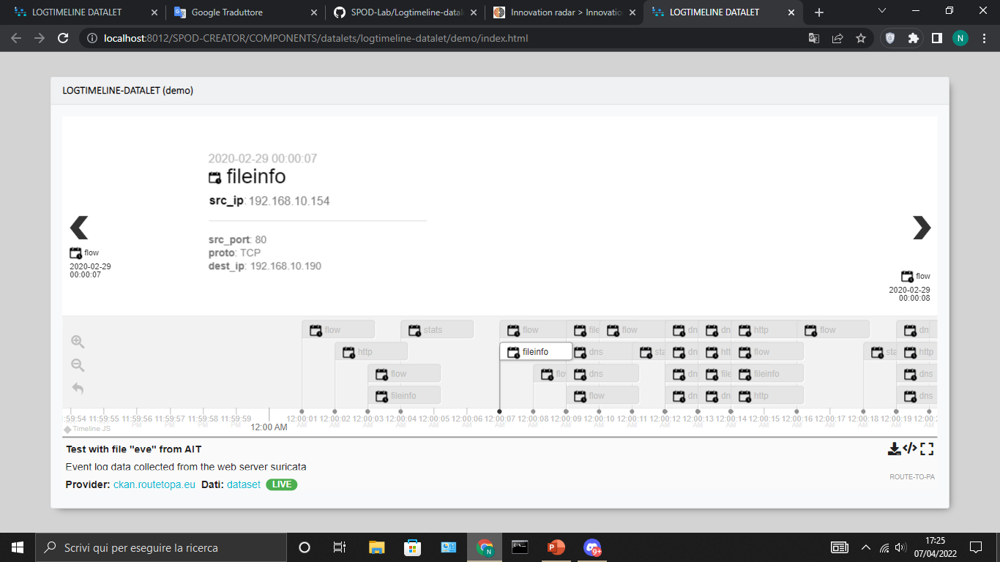 LOGTIMELINE DATALET
Google Traduttore
SPOD-Lab/Logtimeline-datal
Innovation radar > Innovatio
LOGTIMELINE DATALET
localhost:8012/SPOD-CREATOR/COMPONENTS/datalets/logtimeline-datalet/demo/index.html
N
LOGTIMELINE-DATALET (demo)
2020-02-29 00:00:07
fileinfo
src_ip: 192.168.10.154
src_port: 80
proto: TCP
dest_ip: 192.168.10.190
flow
2020-02-29
00:00:07
flow
2020-02-29
00:00:08
flow stats flow file flow dn dn http flow dn
http fileinfo dns sta dn htt flow sta http
flow flo dns dn file fileinfo dns
fileinfo flow dn dn http dns
:59:54 11:59:55 11:59:56 11:59:57 11:59:58 11:59:59 12:00 AM 12:00:01 12:00:02 12:00:03 12:00:04 12:00:05 12:00:06 12:00:07 12:00:08 12:00:09 12:00:10 12:00:11 12:00:12 12:00:13 12:00:14 12:00:15 12:00:16 12:00:17 12:00:18 12:00:19 12:00:2
PM PM PM PM AM AM AM AM AM AM AM AM AM AM AM AM AM AM AM AM AM AM AM AM
Timeline JS
Test with file "eve" from AIT
Event log data collected from the web server suricata
Provider: ckan.routetopa.eu Dati: dataset LIVE
ROUTE-TO-PA
Scrivi qui per eseguire la ricerca
N
9+
17:25
07/04/2022